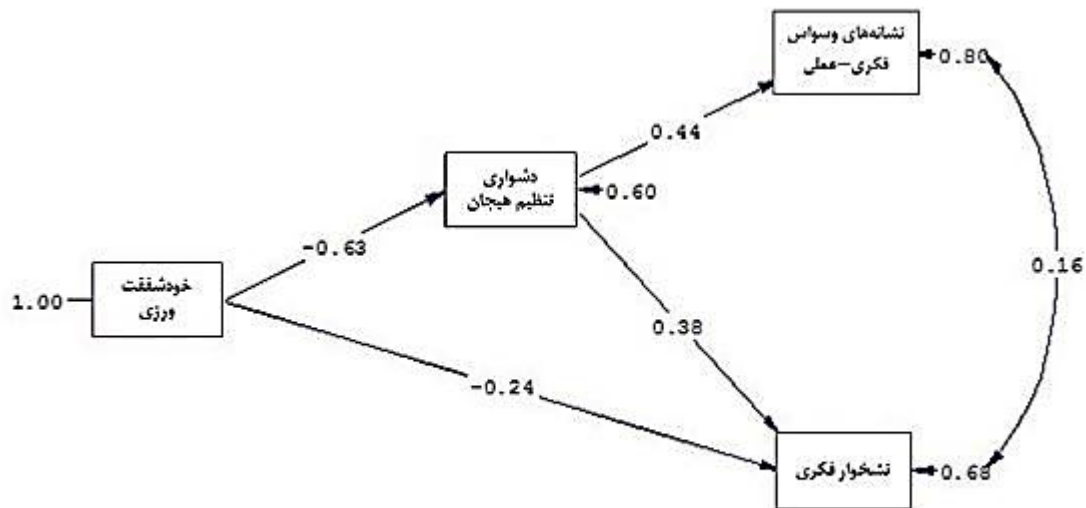 نشانه‌های وسواس
فکری-عملی
0.80
0.44
دشواری
تنظیم هیجان
0.60
-0.63
0.16
1.00
خودشفقت
ورزی
0.38
-0.24
نشخوار فکری
0.68